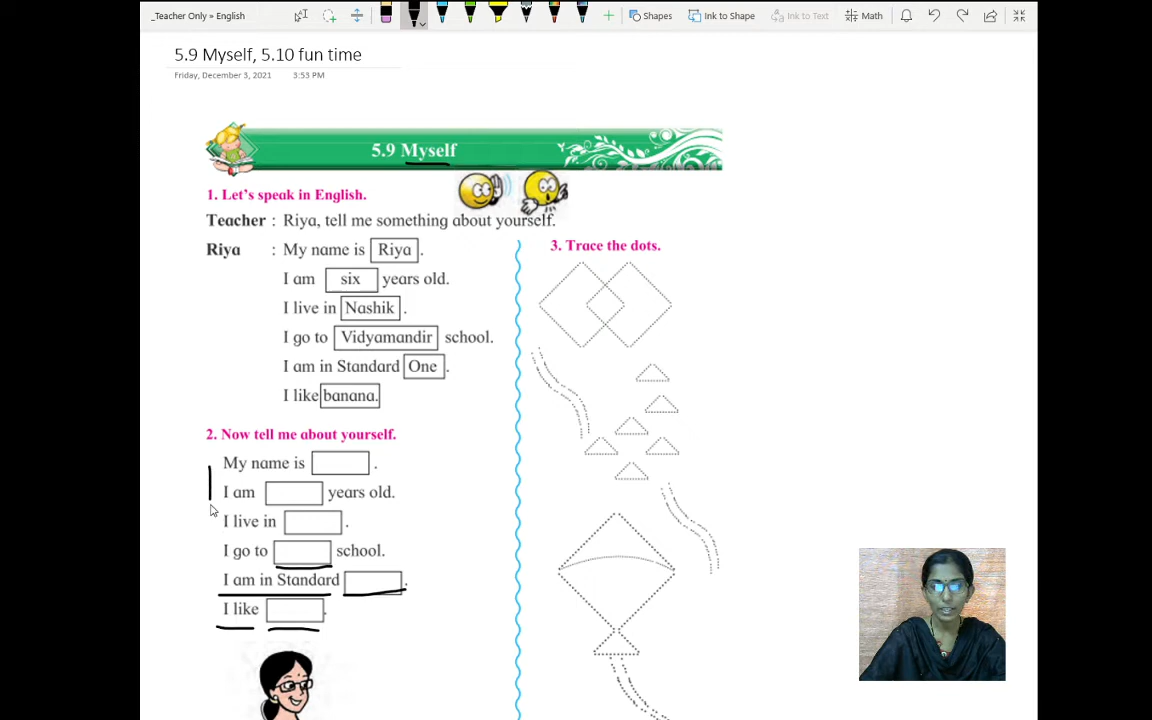 _Teacher Only » English
Shapes
Ink to Shape
Ink to Text
Math
5.9 Myself, 5.10 fun time
Friday, December 3, 2021 3:53 PM
5.9 Myself
1. Let's speak in English.
Teacher : Riya, tell me something about yourself.
Riya : My name is Riya .
I am six years old.
I live in Nashik .
I go to Vidyamandir school.
I am in Standard One .
I like banana.
2. Now tell me about yourself.
My name is .
I am years old.
I live in .
I go to school.
I am in Standard .
I like .
3. Trace the dots.